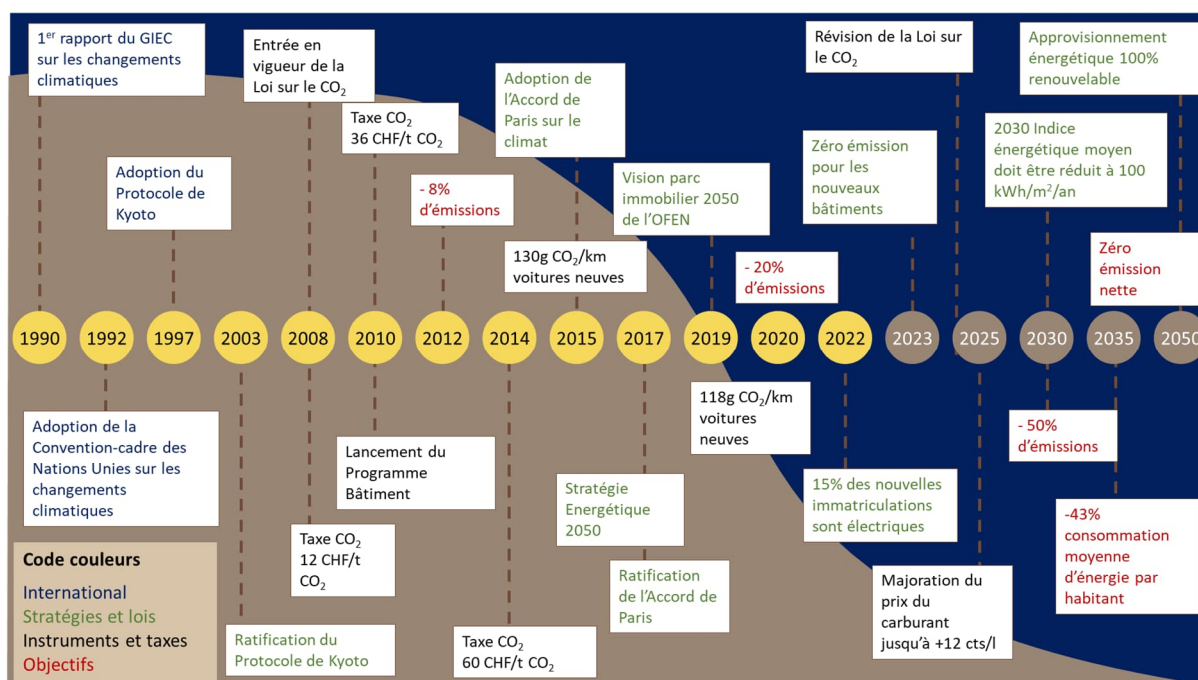 1er rapport du GIEC
sur les changements
climatiques
Entrée en
vigueur de la
Loi sur le CO2
Taxe CO2
36 CHF/t CO2
Adoption de
l'Accord de
Paris sur le
climat
Révision de la Loi sur
le CO2
Approvisionnement
énergétique 100%
renouvelable
Adoption du
Protocole de
Kyoto
- 8%
d'émissions
130g CO2/km
voitures neuves
Vision parc
immobilier 2050
de l'OFEN
- 20%
d'émissions
Zéro émission
pour les
nouveaux
bâtiments
2030 Indice
énergétique moyen
doit être réduit à 100
kWh/m2/an
Zéro
émission
nette
1990
1992
1997
2003
2008
2010
2012
2014
2015
2017
2019
2020
2022
2023
2025
2030
2035
2050
Adoption de la
Convention-cadre des
Nations Unies sur les
changements
climatiques
Ratification du
Protocole de Kyoto
Taxe CO2
12 CHF/t
CO2
Lancement du
Programme
Bâtiment
Taxe CO2
60 CHF/t CO2
Stratégie
Energétique
2050
Ratification
de l'Accord de
Paris
118g CO2/km
voitures
neuves
15% des nouvelles
immatriculations
sont électriques
Majoration du
prix du
carburant
jusqu'à +12 cts/l
- 50%
d'émissions
-43%
consommation
moyenne
d'énergie par
habitant
Code couleurs
International
Stratégies et lois
Instruments et taxes
Objectifs